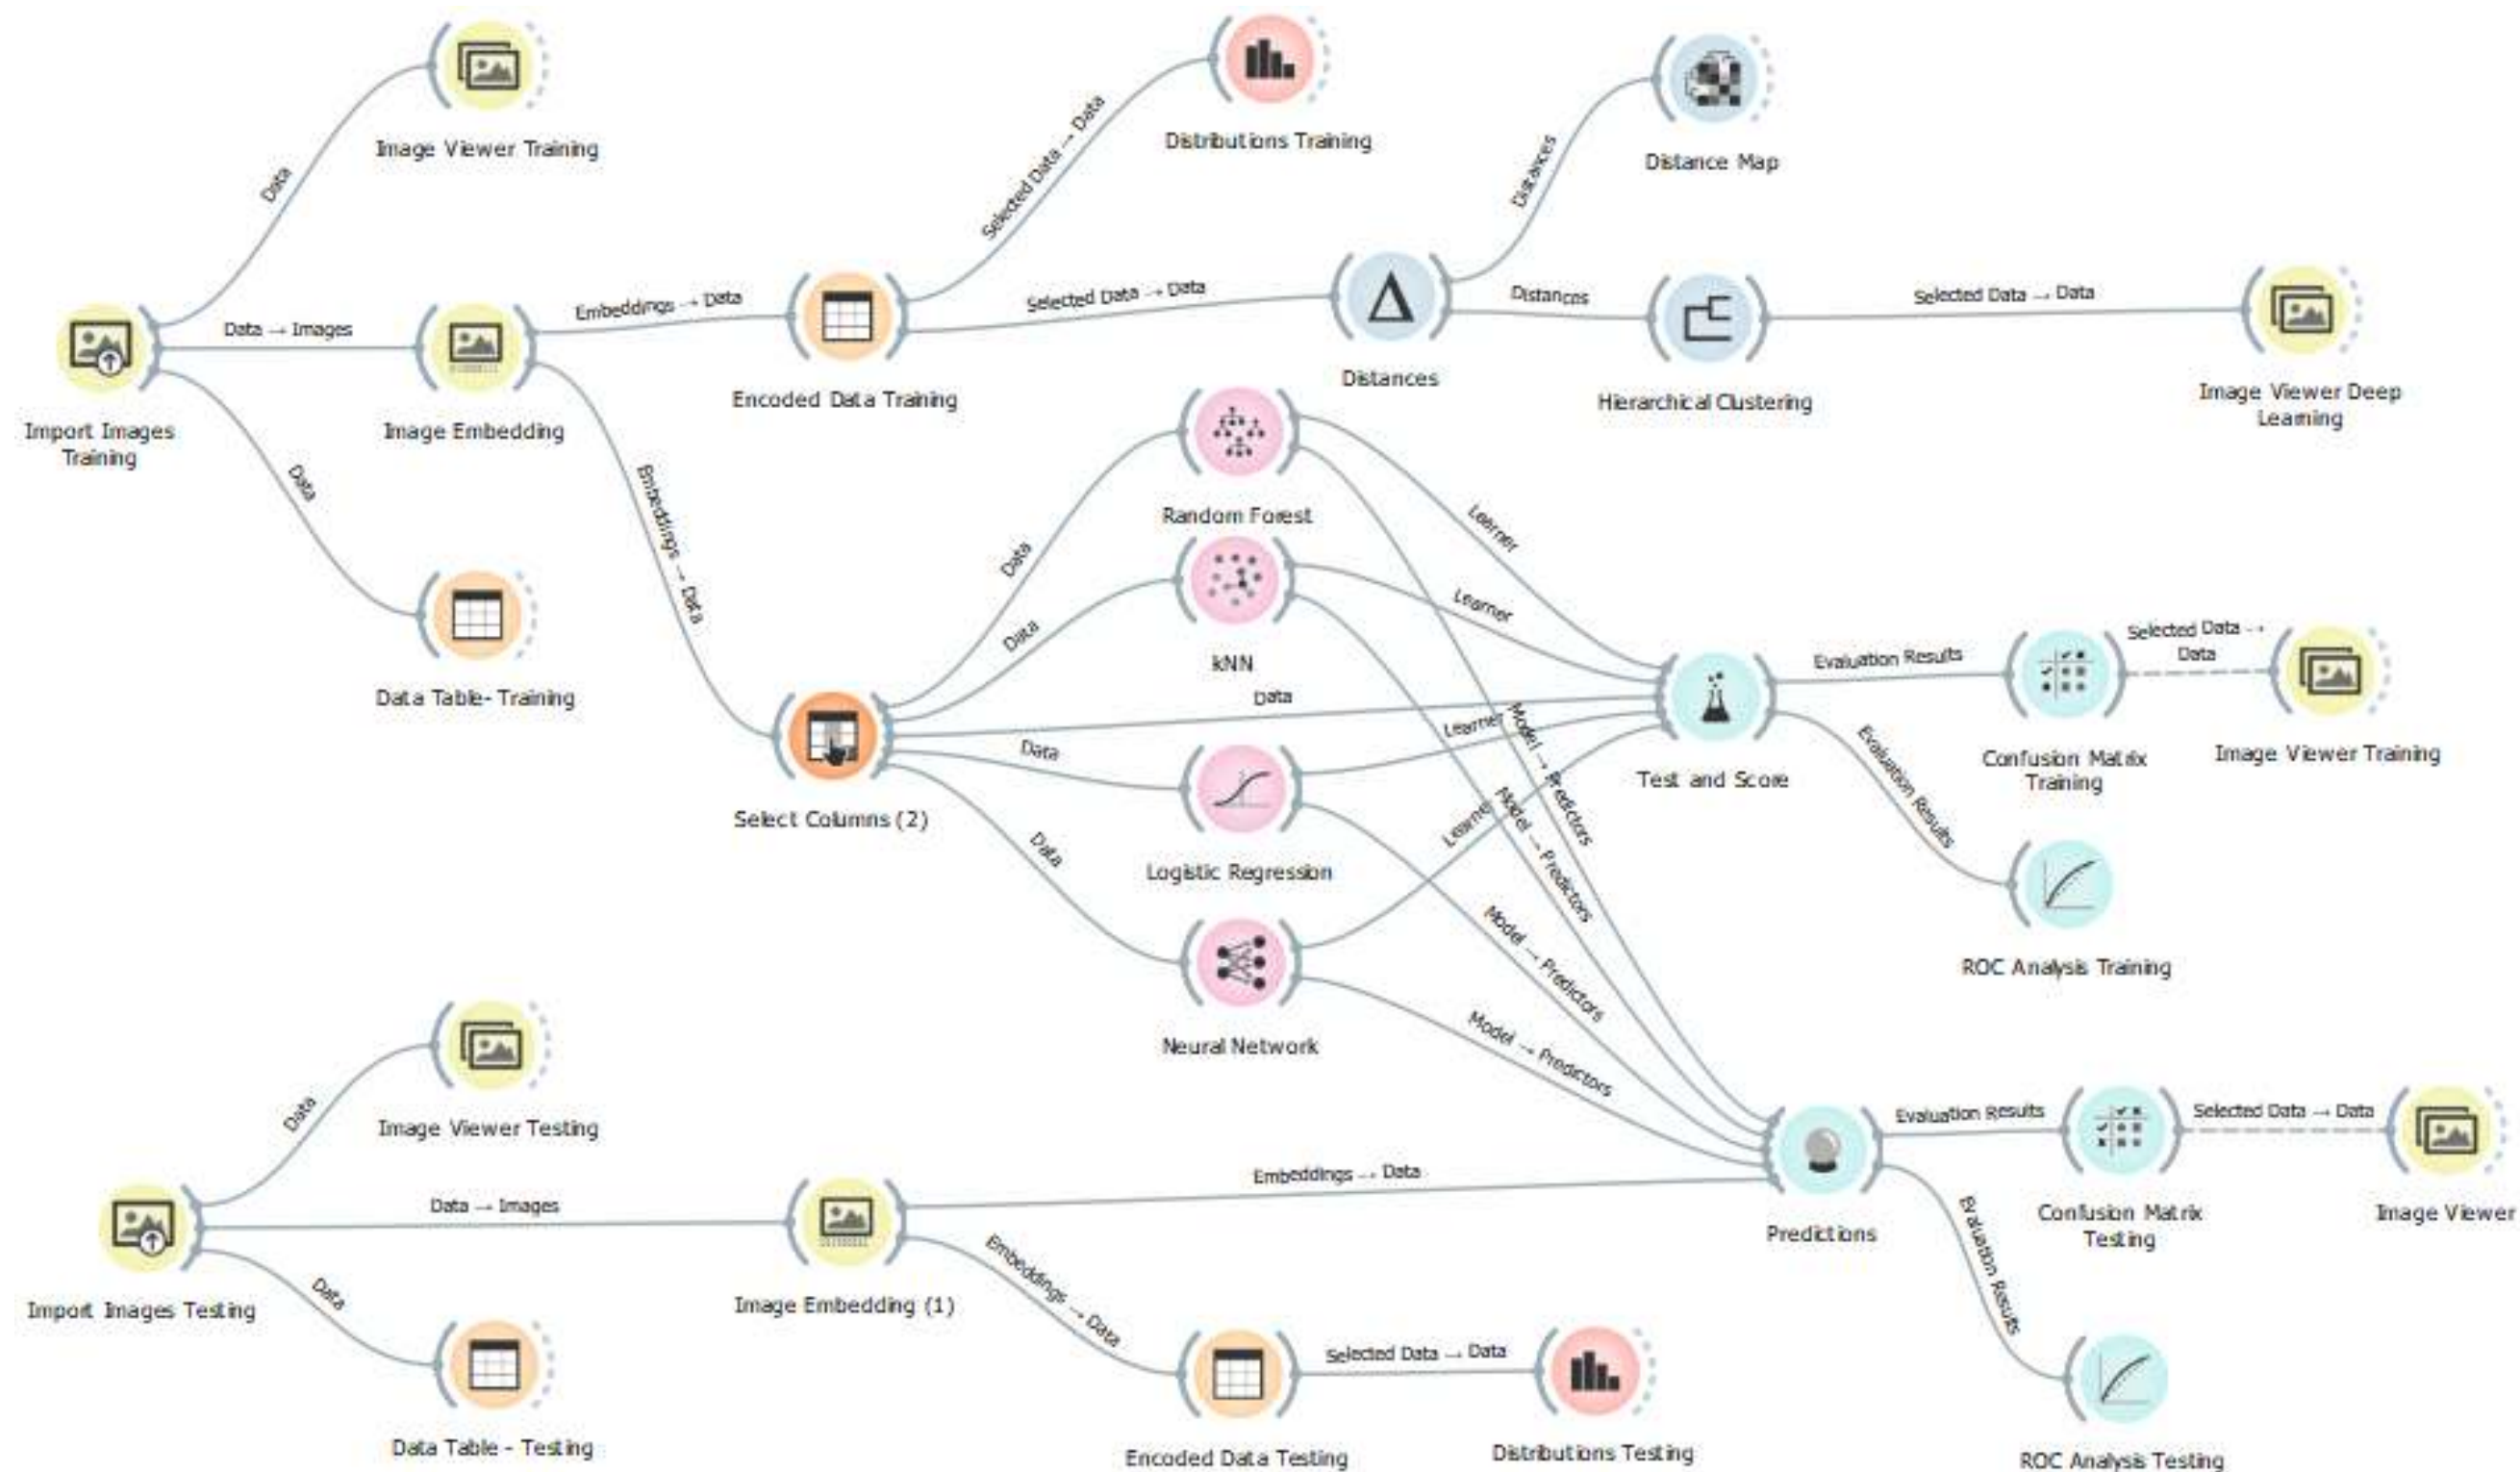 Image Viewer Training
Data
Data → Images
Data
Import Images
Training
Image Embedding
Data Table- Training
Embeddings → Data
Embeddings → Data
Encoded Data Training
Selected Data → Data
Distributions Training
Selected Data → Data
Distances
Distances
Distance Map
Distances
Hierarchical Clustering
Selected Data → Data
Image Viewer Deep
Learning
Select Columns (2)
Data
Data
Data
Data
Data
Random Forest
kNN
Logistic Regression
Neural Network
Learner
Learner
Learner
Learner
Model → Predictors
Model → Predictors
Model → Predictors
Model → Predictors
Test and Score
Evaluation Results
Evaluation Results
Confusion Matrix
Training
Selected Data →
Data
Image Viewer Training
ROC Analysis Training
Image Viewer Testing
Data
Data → Images
Data
Import Images Testing
Data Table - Testing
Image Embedding (1)
Embeddings → Data
Embeddings → Data
Encoded Data Testing
Selected Data → Data
Distributions Testing
Predictions
Evaluation Results
Evaluation Results
Confusion Matrix
Testing
Selected Data → Data
Image Viewer
ROC Analysis Testing